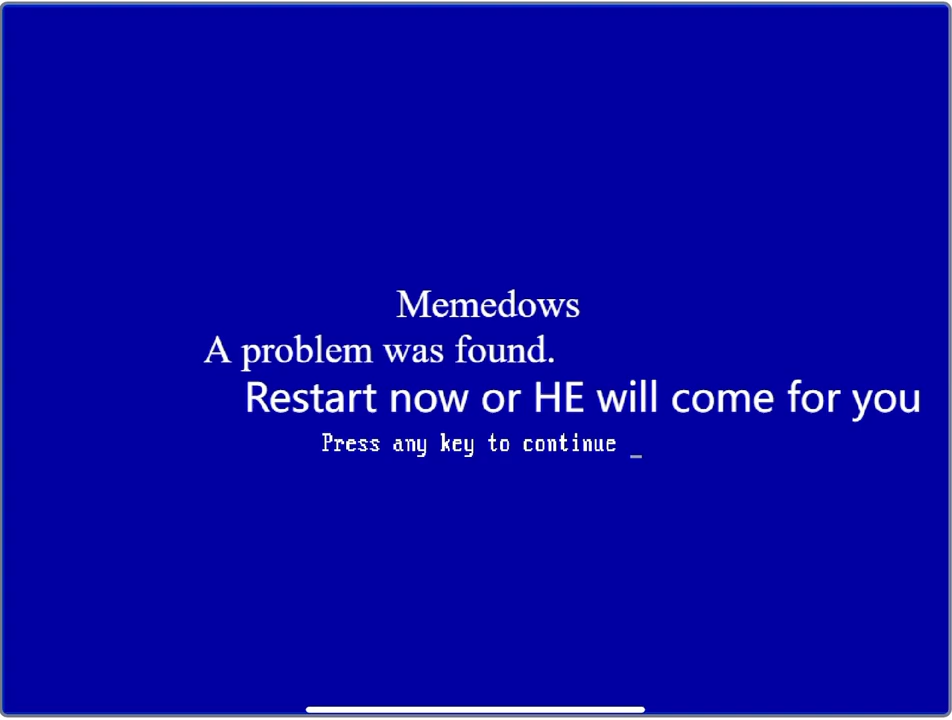 Memedows
A problem was found.
Restart now or HE will come for you
Press any key to continue _